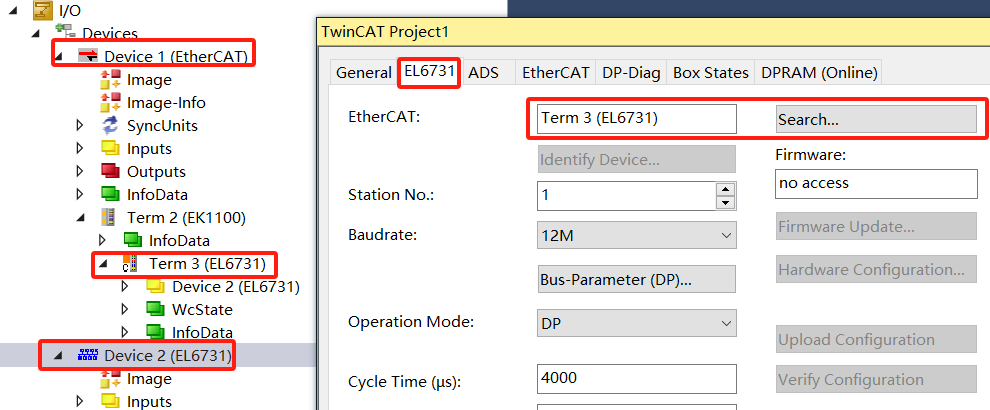 I/O
Devices
Device 1 (EtherCAT)
Image
Image-Info
SyncUnits
Inputs
Outputs
InfoData
Term 2 (EK1100)
InfoData
Term 3 (EL6731)
Device 2 (EL6731)
WcState
InfoData
Device 2 (EL6731)
Image
Inputs
TwinCAT Project1
General EL6731 ADS EtherCAT DP-Diag Box States DPRAM (Online)
EtherCAT: Term 3 (EL6731) Search...
Identify Device... Firmware:
Station No.: 1 no access
Baudrate: 12M Firmware Update...
Bus-Parameter (DP)... Hardware Configuration...
Operation Mode: DP Upload Configuration
Cycle Time (µs): 4000 Verify Configuration